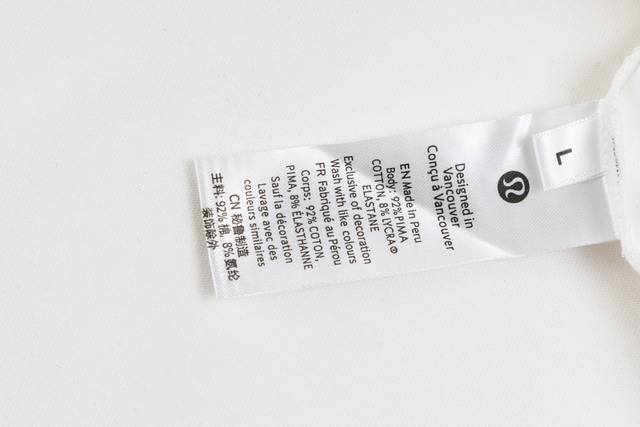 L
Designed in
Vancouver
Conçu à Vancouver
EN Made in Peru
Body: 92% PIMA
COTTON, 8% LYCRA®
ELASTANE
Exclusive of decoration
Wash with like colours
FR Fabriqué au Pérou
Corps: 92% COTON,
PIMA, 8% ÉLASTHANNE
Sauf la décoration
Lavage avec des
couleurs similaires
CN 秘鲁制造
主料: 92% 棉, 8% 氨纶
装饰除外